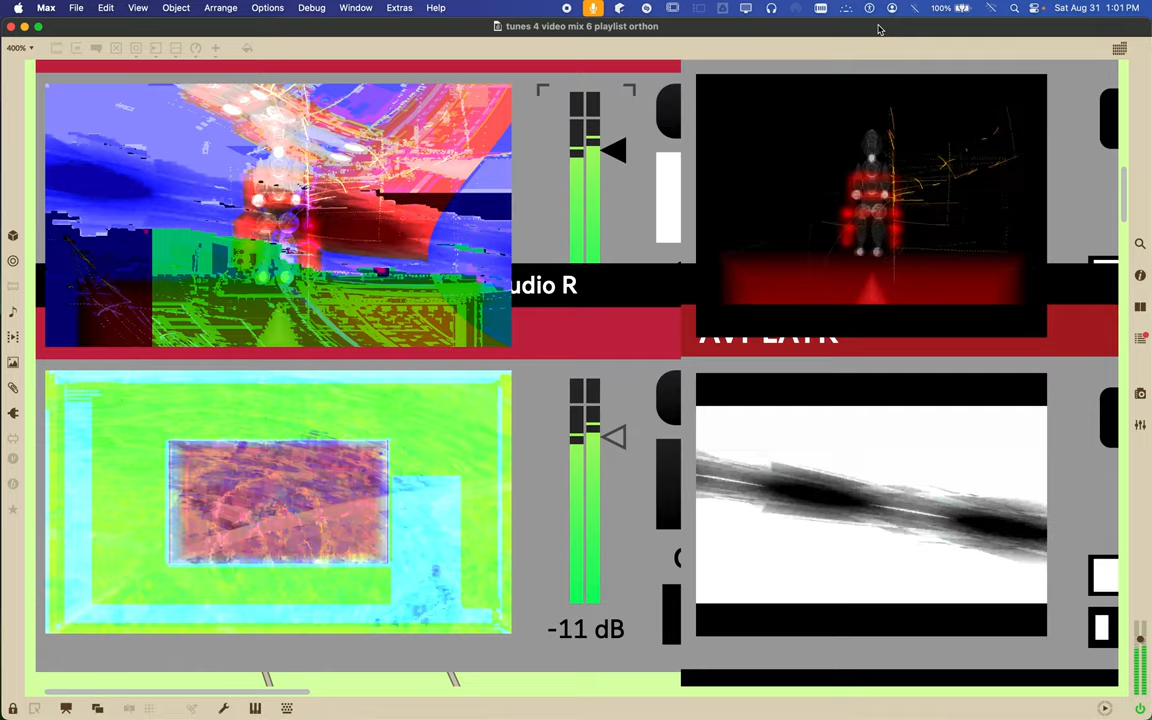 Max File Edit View Object Arrange Options Debug Window Extras Help
100% Sat Aug 31 1:01 PM
tunes 4 video mix 6 playlist orthon
400%
udio R
-11 dB